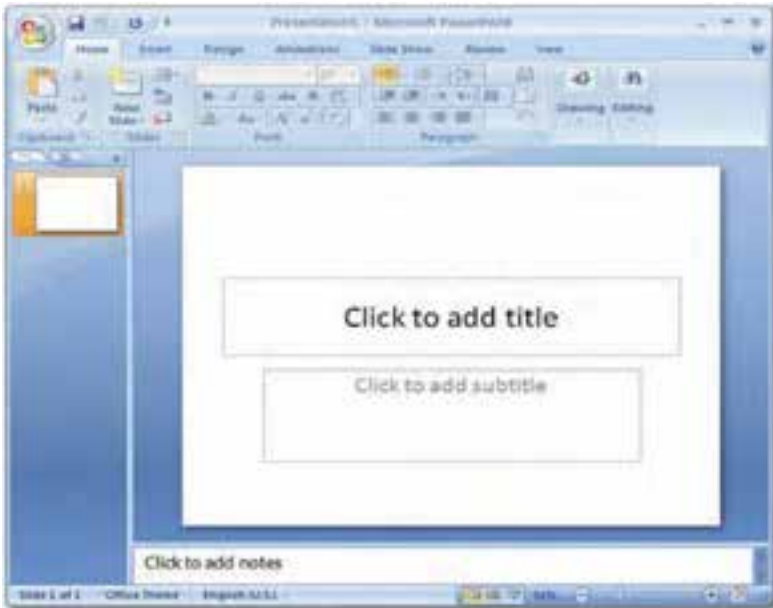 Presentation1 - Microsoft PowerPoint
Home Insert Design Animations Slide Show Review View
Paste New Slide Drawing Editing
Clipboard Slides Font Paragraph
Click to add title
Click to add subtitle
Click to add notes
Slide 1 of 1 Office Theme English (U.S.)